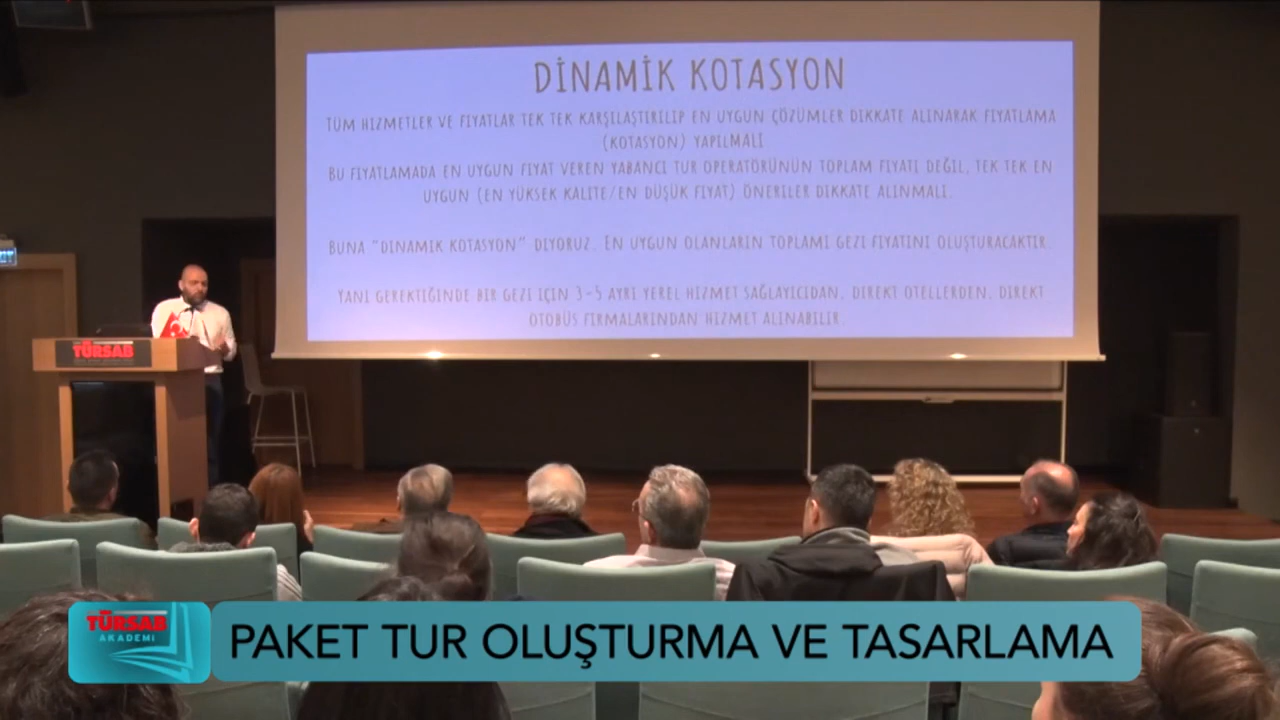 DİNAMİK KOTASYON
TÜM HİZMETLER VE FİYATLAR TEK TEK KARŞILAŞTIRILIP EN UYGUN ÇÖZÜMLER DİKKATE ALINARAK FİYATLAMA
(KOTASYON) YAPILMALI
BU FİYATLAMADA EN UYGUN FİYAT VEREN YABANCI TUR OPERATÖRÜNÜN TOPLAM FİYATI DEĞİL, TEK TEK EN
UYGUN (EN YÜKSEK KALİTE/EN DÜŞÜK FİYAT) ÖNERİLER DİKKATE ALINMALI.
BUNA "DİNAMİK KOTASYON" DİYORUZ. EN UYGUN OLANLARIN TOPLAMI GEZİ FİYATINI OLUŞTURACAKTIR.
YANİ GEREKTİĞİNDE BİR GEZİ İÇİN 3-5 AYRI YEREL HİZMET SAĞLAYICIDAN, DİREKT OTELLERDEN, DİREKT
OTOBÜS FİRMALARINDAN HİZMET ALINABİLİR.
TÜRSAB
TÜRSAB
AKADEMİ
PAKET TUR OLUŞTURMA VE TASARLAMA